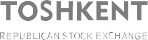 TOSHKENT
REPUBLICAN STOCK EXCHANGE